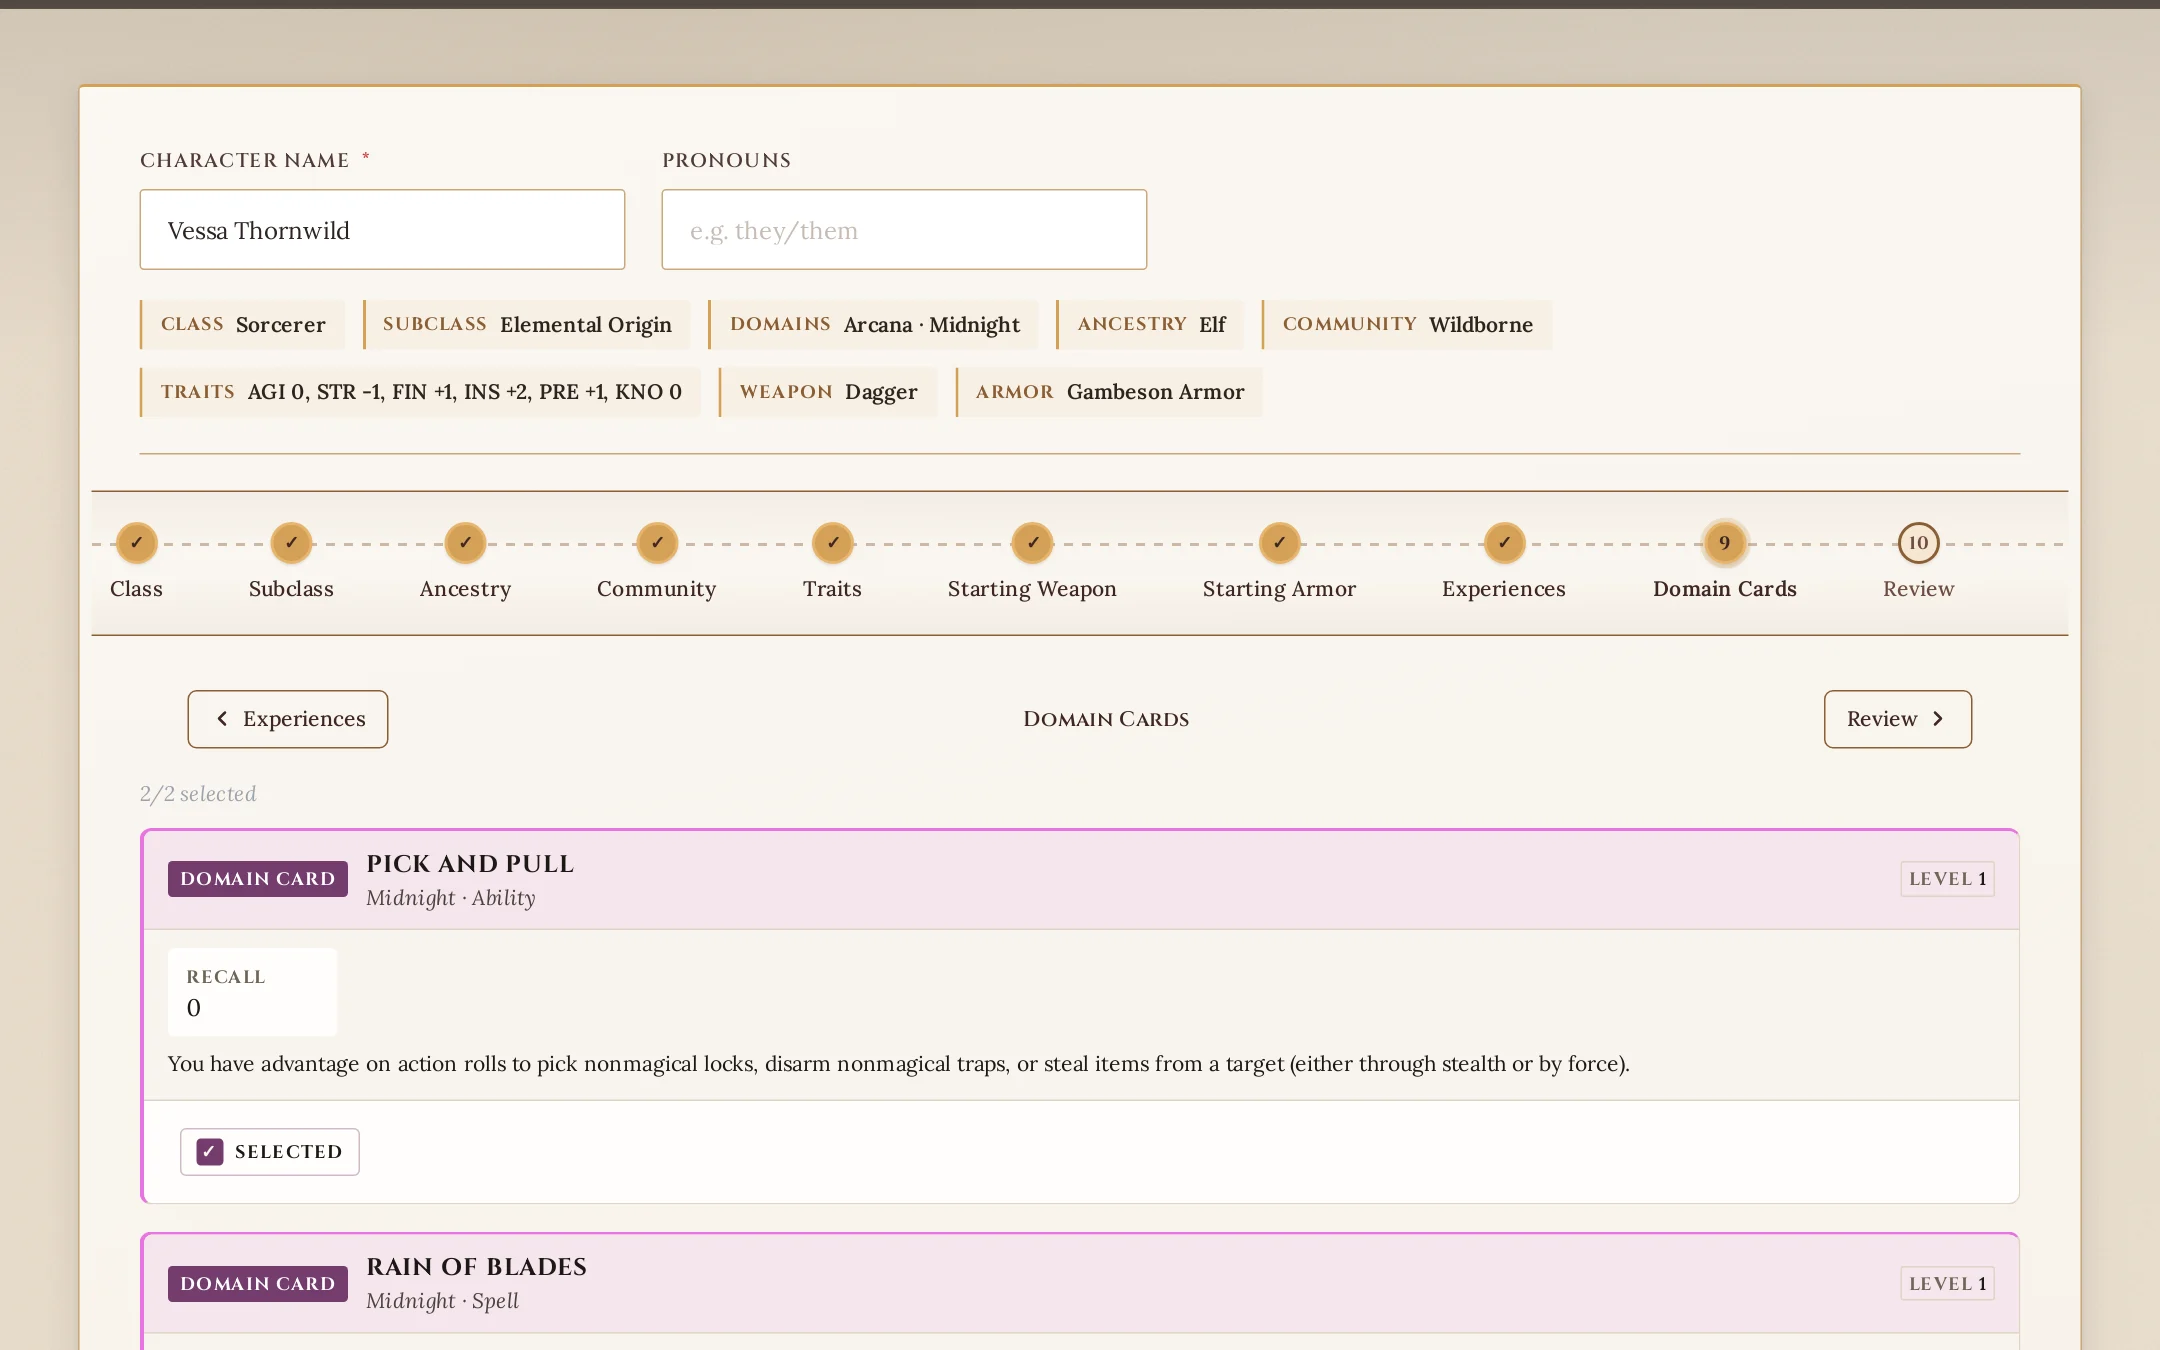 CHARACTER NAME * PRONOUNS
Vessa Thornwild e.g. they/them
CLASS Sorcerer SUBCLASS Elemental Origin DOMAINS Arcana · Midnight ANCESTRY Elf COMMUNITY Wildborne
TRAITS AGI 0, STR -1, FIN +1, INS +2, PRE +1, KNO 0 WEAPON Dagger ARMOR Gambeson Armor
✓ ✓ ✓ ✓ ✓ ✓ ✓ ✓ 9 10
Class Subclass Ancestry Community Traits Starting Weapon Starting Armor Experiences Domain Cards Review
Experiences DOMAIN CARDS Review
2/2 selected
DOMAIN CARD PICK AND PULL LEVEL 1
Midnight · Ability
RECALL
0
You have advantage on action rolls to pick nonmagical locks, disarm nonmagical traps, or steal items from a target (either through stealth or by force).
✓ SELECTED
DOMAIN CARD RAIN OF BLADES LEVEL 1
Midnight · Spell